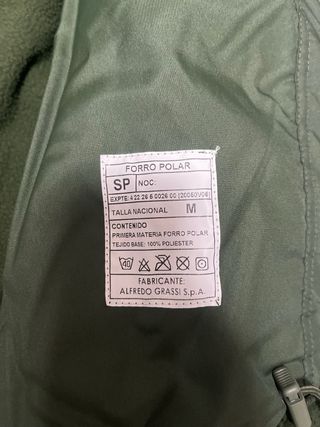 FORRO POLAR
SP NOC:
EXPTE: 4 22 26 6 0026 00 (20060V06)
TALLA NACIONAL M
CONTENIDO
PRIMERA MATERIA FORRO POLAR
TEJIDO BASE: 100% POLIESTER
40
FABRICANTE:
ALFREDO GRASSI S.p.A.